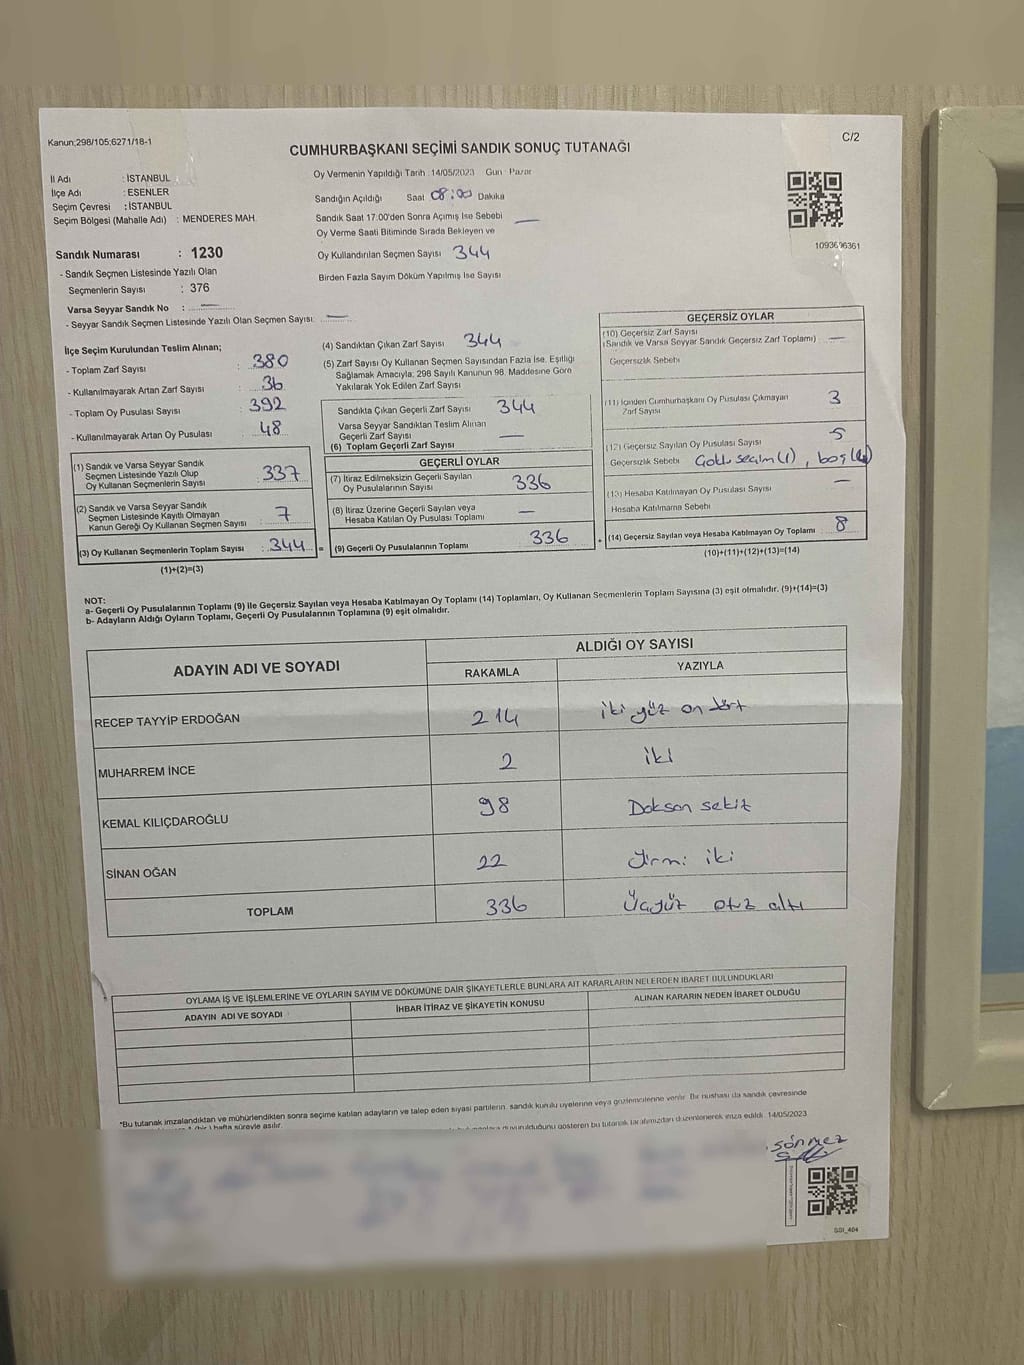 Kanun;298/105;6271/18-1
C/2
CUMHURBAŞKANI SEÇİMİ SANDIK SONUÇ TUTANAĞI
İl Adı : İSTANBUL
İlçe Adı : ESENLER
Seçim Çevresi : İSTANBUL
Seçim Bölgesi (Mahalle Adı) : MENDERES MAH.
Sandık Numarası : 1230
- Sandık Seçmen Listesinde Yazılı Olan
Seçmenlerin Sayısı : 376
Varsa Seyyar Sandık No : —
- Seyyar Sandık Seçmen Listesinde Yazılı Olan Seçmen Sayısı: —
Oy Vermenin Yapıldığı Tarih : 14/05/2023 Gün : Pazar
Sandığın Açıldığı Saat 08:00 Dakika
Sandık Saat 17:00'den Sonra Açımış İse Sebebi —
Oy Verme Saati Bitiminde Sırada Bekleyen ve
Oy Kullandırılan Seçmen Sayısı 344
Birden Fazla Sayım Döküm Yapılmış İse Sayısı
1093696361
İlçe Seçim Kurulundan Teslim Alınan;
- Toplam Zarf Sayısı : 380
- Kullanılmayarak Artan Zarf Sayısı : 36
- Toplam Oy Pusulası Sayısı : 392
- Kullanılmayarak Artan Oy Pusulası : 48
(1) Sandık ve Varsa Seyyar Sandık
Seçmen Listesinde Yazılı Olup
Oy Kullanan Seçmenlerin Sayısı : 337
(2) Sandık ve Varsa Seyyar Sandık
Seçmen Listesinde Kayıtlı Olmayan
Kanun Gereği Oy Kullanan Seçmen Sayısı : 7
(3) Oy Kullanan Seçmenlerin Toplam Sayısı : 344 =
(1)+(2)=(3)
(4) Sandıktan Çıkan Zarf Sayısı 344
(5) Zarf Sayısı Oy Kullanan Seçmen Sayısından Fazla İse, Eşitliği
Sağlamak Amacıyla; 298 Sayılı Kanunun 98. Maddesine Göre
Yakılarak Yok Edilen Zarf Sayısı
Sandıkta Çıkan Geçerli Zarf Sayısı 344
Varsa Seyyar Sandıktan Teslim Alınan
Geçerli Zarf Sayısı —
(6) Toplam Geçerli Zarf Sayısı
GEÇERLİ OYLAR
(7) İtiraz Edilmeksizin Geçerli Sayılan
Oy Pusulalarının Sayısı 336
(8) İtiraz Üzerine Geçerli Sayılan veya
Hesaba Katılan Oy Pusulası Toplamı —
(9) Geçerli Oy Pusulalarının Toplamı 336 +
GEÇERSİZ OYLAR
(10) Geçersiz Zarf Sayısı
(Sandık ve Varsa Seyyar Sandık Geçersiz Zarf Toplamı) —
Geçersizlik Sebebi
(11) İçinden Cumhurbaşkanı Oy Pusulası Çıkmayan
Zarf Sayısı 3
(12) Geçersiz Sayılan Oy Pusulası Sayısı 5
Geçersizlik Sebebi Çoklu seçim (1), boş (4)
(13) Hesaba Katılmayan Oy Pusulası Sayısı —
Hesaba Katılmama Sebebi
(14) Geçersiz Sayılan veya Hesaba Katılmayan Oy Toplamı : 8
(10)+(11)+(12)+(13)=(14)
NOT:
a- Geçerli Oy Pusulalarının Toplamı (9) ile Geçersiz Sayılan veya Hesaba Katılmayan Oy Toplamı (14) Toplamları, Oy Kullanan Seçmenlerin Toplam Sayısına (3) eşit olmalıdır. (9)+(14)=(3)
b- Adayların Aldığı Oyların Toplamı, Geçerli Oy Pusulalarının Toplamına (9) eşit olmalıdır.
ADAYIN ADI VE SOYADI
ALDIĞI OY SAYISI
RAKAMLA YAZIYLA
RECEP TAYYİP ERDOĞAN 214 iki yüz on dört
MUHARREM İNCE 2 iki
KEMAL KILIÇDAROĞLU 98 Doksan sekiz
SİNAN OĞAN 22 Yirmi iki
TOPLAM 336 Üçyüz otuz altı
OYLAMA İŞ VE İŞLEMLERİNE VE OYLARIN SAYIM VE DÖKÜMÜNE DAİR ŞİKAYETLERLE BUNLARA AİT KARARLARIN NELERDEN İBARET BULUNDUKLARI
ADAYIN ADI VE SOYADI İHBAR İTİRAZ VE ŞİKAYETİN KONUSU ALINAN KARARIN NEDEN İBARET OLDUĞU
*Bu tutanak imzalandıktan ve mühürlendikten sonra seçime katılan adayların ve talep eden siyasi partilerin, sandık kurulu üyelerine veya gözlemcilerine verilir. Bir nüshası da sandık çevresinde
1 (bir) hafta süreyle asılır. duyurulduğunu gösteren bu tutanak tarafımızdan düzenlenerek imza edildi. 14/05/2023
Sönmez
SSI_404